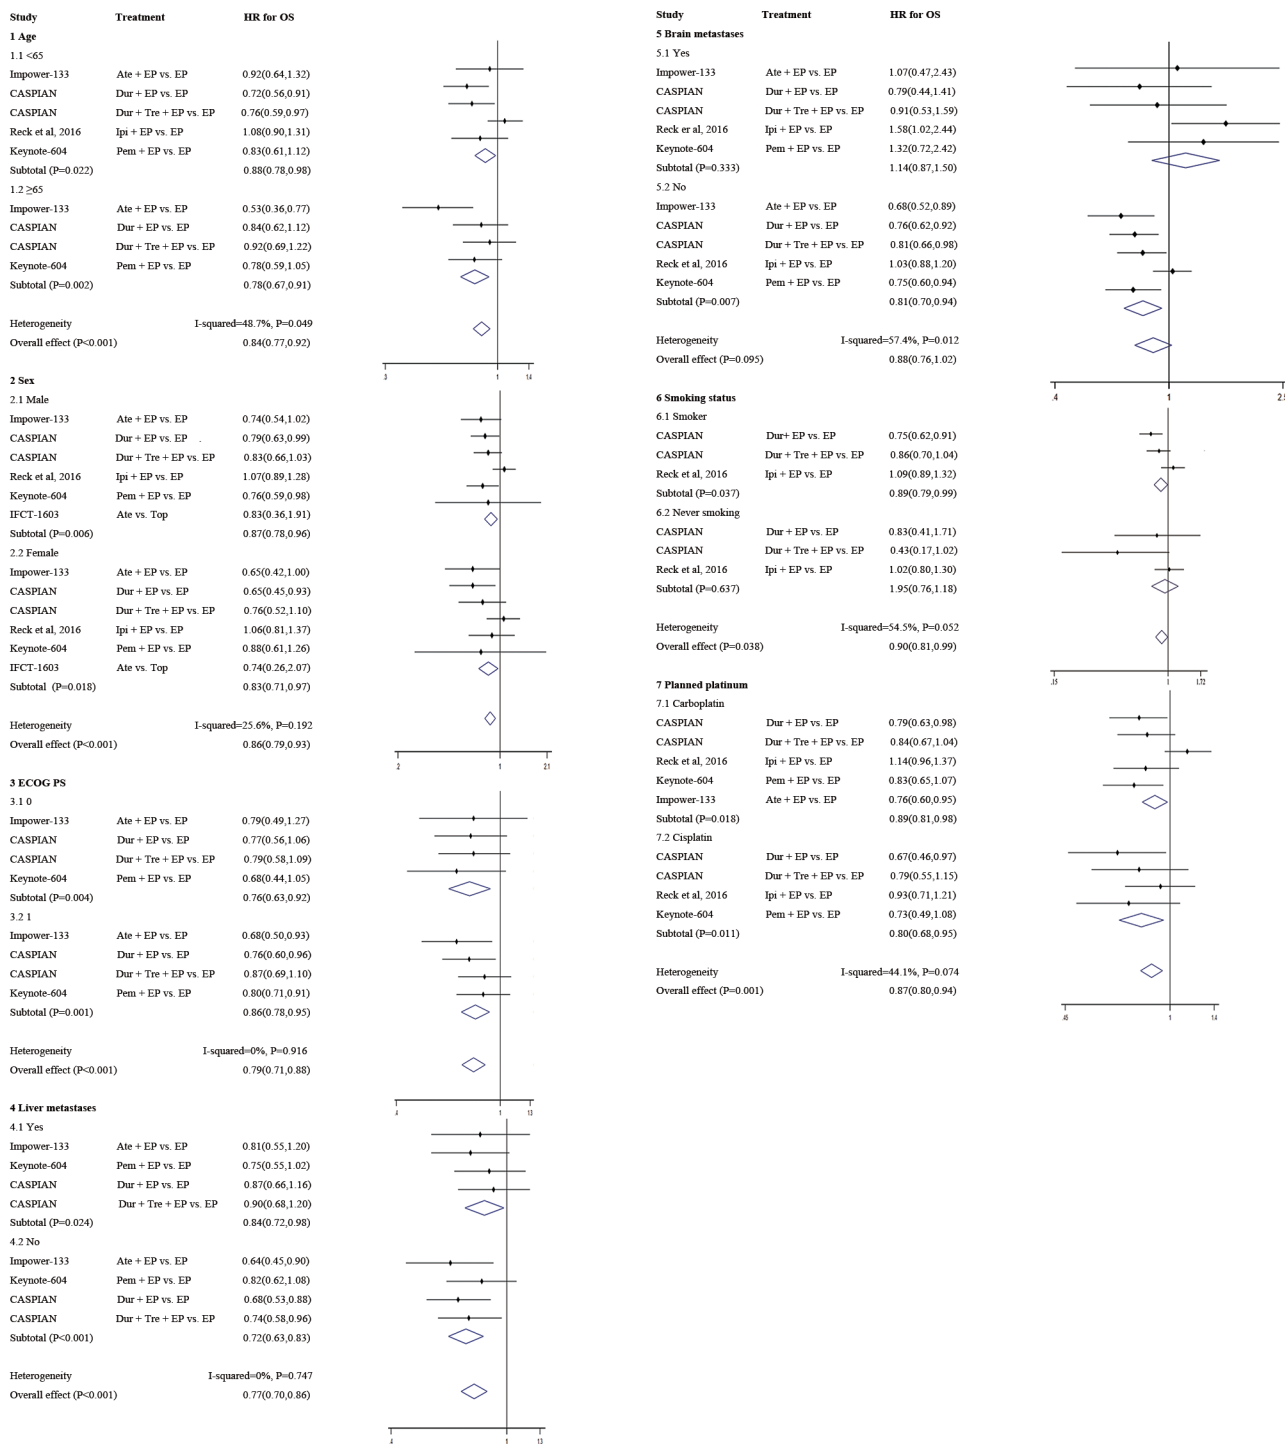 Study Treatment HR for OS
1 Age
1.1 <65
Impower-133 Ate + EP vs. EP 0.92(0.64,1.32)
CASPIAN Dur + EP vs. EP 0.72(0.56,0.91)
CASPIAN Dur + Tre + EP vs. EP 0.76(0.59,0.97)
Reck et al, 2016 Ipi + EP vs. EP 1.08(0.90,1.31)
Keynote-604 Pem + EP vs. EP 0.83(0.61,1.12)
Subtotal (P=0.022) 0.88(0.78,0.98)
1.2 ≥65
Impower-133 Ate + EP vs. EP 0.53(0.36,0.77)
CASPIAN Dur + EP vs. EP 0.84(0.62,1.12)
CASPIAN Dur + Tre + EP vs. EP 0.92(0.69,1.22)
Keynote-604 Pem + EP vs. EP 0.78(0.59,1.05)
Subtotal (P=0.002) 0.78(0.67,0.91)
Heterogeneity I-squared=48.7%, P=0.049
Overall effect (P<0.001) 0.84(0.77,0.92)
.3 1 1.4
2 Sex
2.1 Male
Impower-133 Ate + EP vs. EP 0.74(0.54,1.02)
CASPIAN Dur + EP vs. EP . 0.79(0.63,0.99)
CASPIAN Dur + Tre + EP vs. EP 0.83(0.66,1.03)
Reck et al, 2016 Ipi + EP vs. EP 1.07(0.89,1.28)
Keynote-604 Pem + EP vs. EP 0.76(0.59,0.98)
IFCT-1603 Ate vs. Top 0.83(0.36,1.91)
Subtotal (P=0.006) 0.87(0.78,0.96)
2.2 Female
Impower-133 Ate + EP vs. EP 0.65(0.42,1.00)
CASPIAN Dur + EP vs. EP 0.65(0.45,0.93)
CASPIAN Dur + Tre + EP vs. EP 0.76(0.52,1.10)
Reck et al, 2016 Ipi + EP vs. EP 1.06(0.81,1.37)
Keynote-604 Pem + EP vs. EP 0.88(0.61,1.26)
IFCT-1603 Ate vs. Top 0.74(0.26,2.07)
Subtotal (P=0.018) 0.83(0.71,0.97)
Heterogeneity I-squared=25.6%, P=0.192
Overall effect (P<0.001) 0.86(0.79,0.93)
.2 1 2.1
3 ECOG PS
3.1 0
Impower-133 Ate + EP vs. EP 0.79(0.49,1.27)
CASPIAN Dur + EP vs. EP 0.77(0.56,1.06)
CASPIAN Dur + Tre + EP vs. EP 0.79(0.58,1.09)
Keynote-604 Pem + EP vs. EP 0.68(0.44,1.05)
Subtotal (P=0.004) 0.76(0.63,0.92)
3.2 1
Impower-133 Ate + EP vs. EP 0.68(0.50,0.93)
CASPIAN Dur + EP vs. EP 0.76(0.60,0.96)
CASPIAN Dur + Tre + EP vs. EP 0.87(0.69,1.10)
Keynote-604 Pem + EP vs. EP 0.80(0.71,0.91)
Subtotal (P=0.001) 0.86(0.78,0.95)
Heterogeneity I-squared=0%, P=0.916
Overall effect (P<0.001) 0.79(0.71,0.88)
.4 1 1.3
4 Liver metastases
4.1 Yes
Impower-133 Ate + EP vs. EP 0.81(0.55,1.20)
Keynote-604 Pem + EP vs. EP 0.75(0.55,1.02)
CASPIAN Dur + EP vs. EP 0.87(0.66,1.16)
CASPIAN Dur + Tre + EP vs. EP 0.90(0.68,1.20)
Subtotal (P=0.024) 0.84(0.72,0.98)
4.2 No
Impower-133 Ate + EP vs. EP 0.64(0.45,0.90)
Keynote-604 Pem + EP vs. EP 0.82(0.62,1.08)
CASPIAN Dur + EP vs. EP 0.68(0.53,0.88)
CASPIAN Dur + Tre + EP vs. EP 0.74(0.58,0.96)
Subtotal (P<0.001) 0.72(0.63,0.83)
Heterogeneity I-squared=0%, P=0.747
Overall effect (P<0.001) 0.77(0.70,0.86)
.4 1 1.3
Study Treatment HR for OS
5 Brain metastases
5.1 Yes
Impower-133 Ate + EP vs. EP 1.07(0.47,2.43)
CASPIAN Dur + EP vs. EP 0.79(0.44,1.41)
CASPIAN Dur + Tre + EP vs. EP 0.91(0.53,1.59)
Reck er al, 2016 Ipi + EP vs. EP 1.58(1.02,2.44)
Keynote-604 Pem + EP vs. EP 1.32(0.72,2.42)
Subtotal (P=0.333) 1.14(0.87,1.50)
5.2 No
Impower-133 Ate + EP vs. EP 0.68(0.52,0.89)
CASPIAN Dur + EP vs. EP 0.76(0.62,0.92)
CASPIAN Dur + Tre + EP vs. EP 0.81(0.66,0.98)
Reck et al, 2016 Ipi + EP vs. EP 1.03(0.88,1.20)
Keynote-604 Pem + EP vs. EP 0.75(0.60,0.94)
Subtotal (P=0.007) 0.81(0.70,0.94)
Heterogeneity I-squared=57.4%, P=0.012
Overall effect (P=0.095) 0.88(0.76,1.02)
.4 1 2.5
6 Smoking status
6.1 Smoker
CASPIAN Dur+ EP vs. EP 0.75(0.62,0.91)
CASPIAN Dur + Tre + EP vs. EP 0.86(0.70,1.04)
Reck et al, 2016 Ipi + EP vs. EP 1.09(0.89,1.32)
Subtotal (P=0.037) 0.89(0.79,0.99)
6.2 Never smoking
CASPIAN Dur + EP vs. EP 0.83(0.41,1.71)
CASPIAN Dur + Tre + EP vs. EP 0.43(0.17,1.02)
Reck et al, 2016 Ipi + EP vs. EP 1.02(0.80,1.30)
Subtotal (P=0.637) 1.95(0.76,1.18)
Heterogeneity I-squared=54.5%, P=0.052
Overall effect (P=0.038) 0.90(0.81,0.99)
.15 1 1.72
7 Planned platinum
7.1 Carboplatin
CASPIAN Dur + EP vs. EP 0.79(0.63,0.98)
CASPIAN Dur + Tre + EP vs. EP 0.84(0.67,1.04)
Reck et al, 2016 Ipi + EP vs. EP 1.14(0.96,1.37)
Keynote-604 Pem + EP vs. EP 0.83(0.65,1.07)
Impower-133 Ate + EP vs. EP 0.76(0.60,0.95)
Subtotal (P=0.018) 0.89(0.81,0.98)
7.2 Cisplatin
CASPIAN Dur + EP vs. EP 0.67(0.46,0.97)
CASPIAN Dur + Tre + EP vs. EP 0.79(0.55,1.15)
Reck et al, 2016 Ipi + EP vs. EP 0.93(0.71,1.21)
Keynote-604 Pem + EP vs. EP 0.73(0.49,1.08)
Subtotal (P=0.011) 0.80(0.68,0.95)
Heterogeneity I-squared=44.1%, P=0.074
Overall effect (P=0.001) 0.87(0.80,0.94)
.45 1 1.4